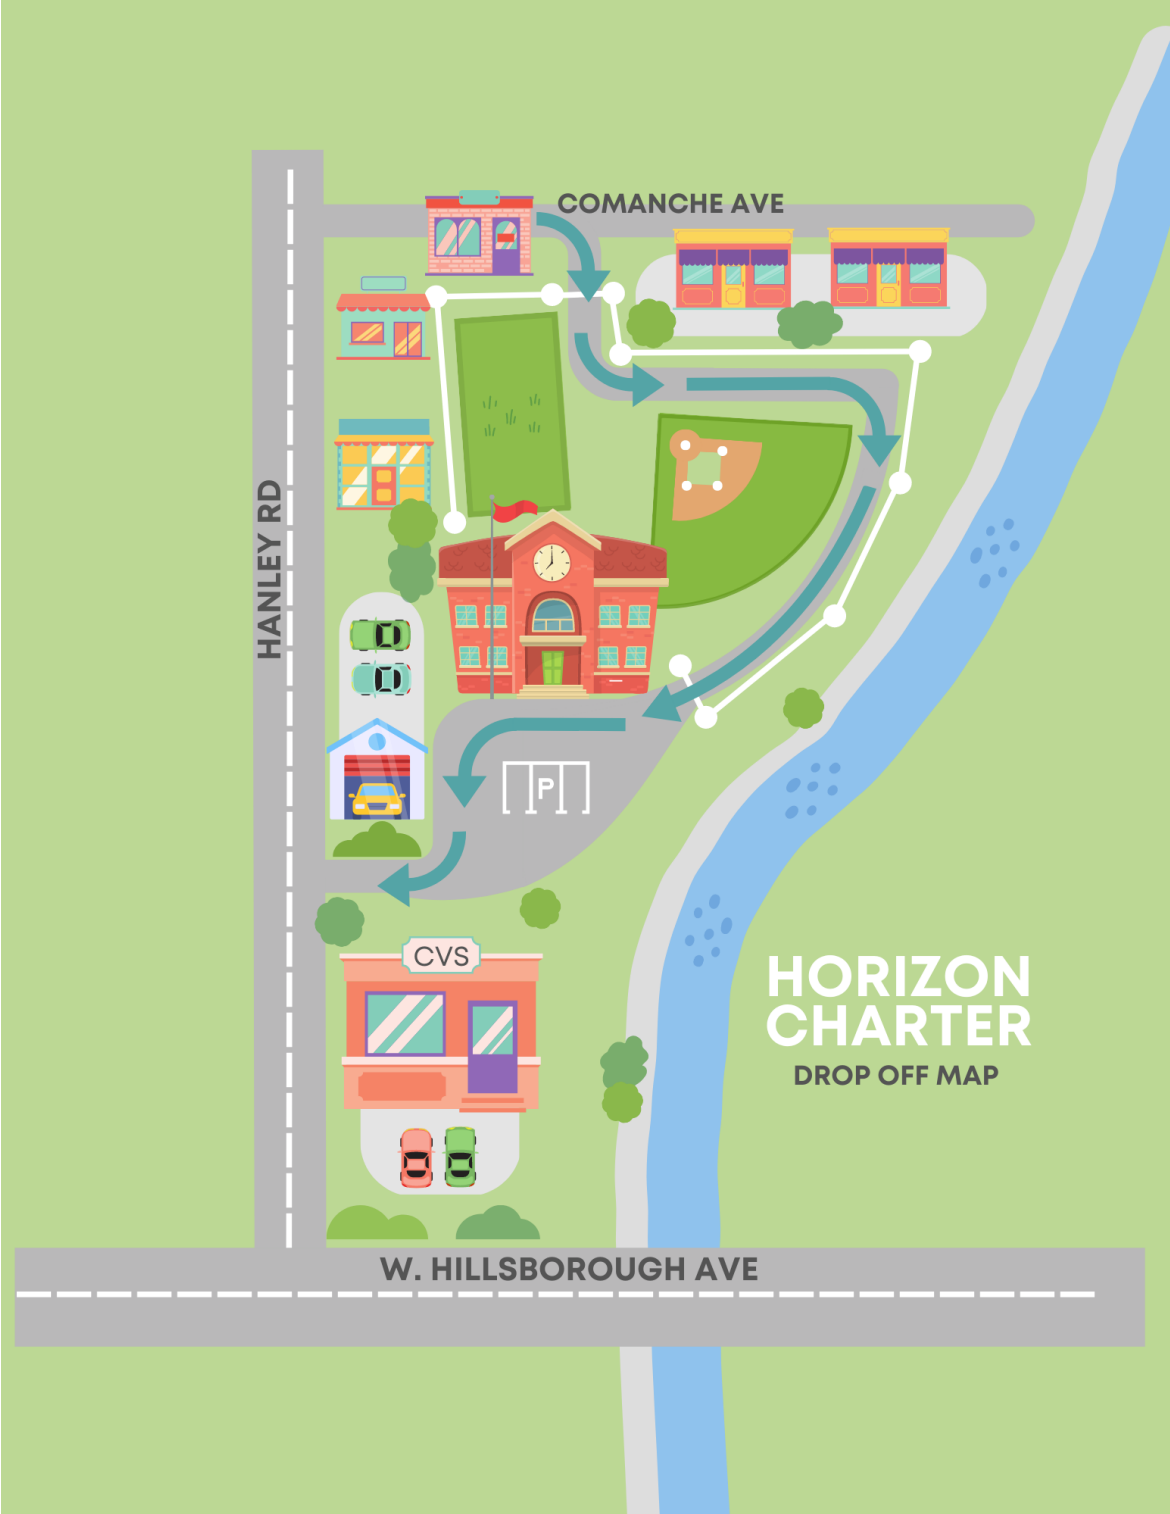 COMANCHE AVE
HANLEY RD
P
CVS
HORIZON
CHARTER
DROP OFF MAP
W. HILLSBOROUGH AVE